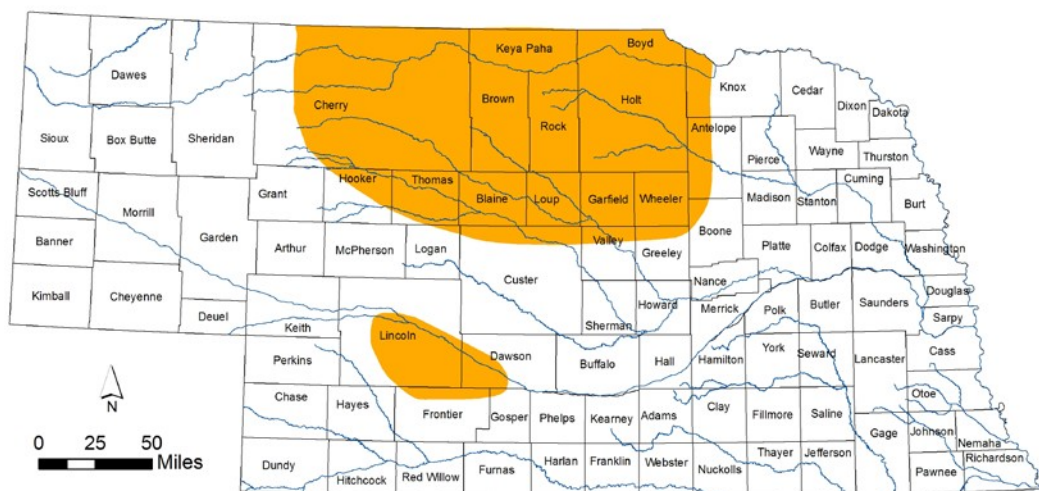 Boyd
Keya Paha
Dawes
Knox
Cedar
Cherry
Brown
Holt
Dixon
Dakota
Rock
Antelope
Sioux
Box Butte
Sheridan
Pierce
Wayne
Thurston
Scotts Bluff
Grant
Hooker
Thomas
Blaine
Loup
Garfield
Wheeler
Madison
Stanton
Cuming
Burt
Morrill
Banner
Garden
Arthur
McPherson
Logan
Custer
Valley
Greeley
Boone
Platte
Colfax
Dodge
Washington
Nance
Kimball
Cheyenne
Deuel
Keith
Lincoln
Sherman
Howard
Merrick
Polk
Butler
Saunders
Douglas
Sarpy
Perkins
Dawson
Buffalo
Hall
Hamilton
York
Seward
Lancaster
Cass
Otoe
N
Chase
Hayes
Frontier
Gosper
Phelps
Kearney
Adams
Clay
Fillmore
Saline
Gage
Johnson
Nemaha
0 25 50
Miles
Dundy
Hitchcock
Red Willow
Furnas
Harlan
Franklin
Webster
Nuckolls
Thayer
Jefferson
Pawnee
Richardson